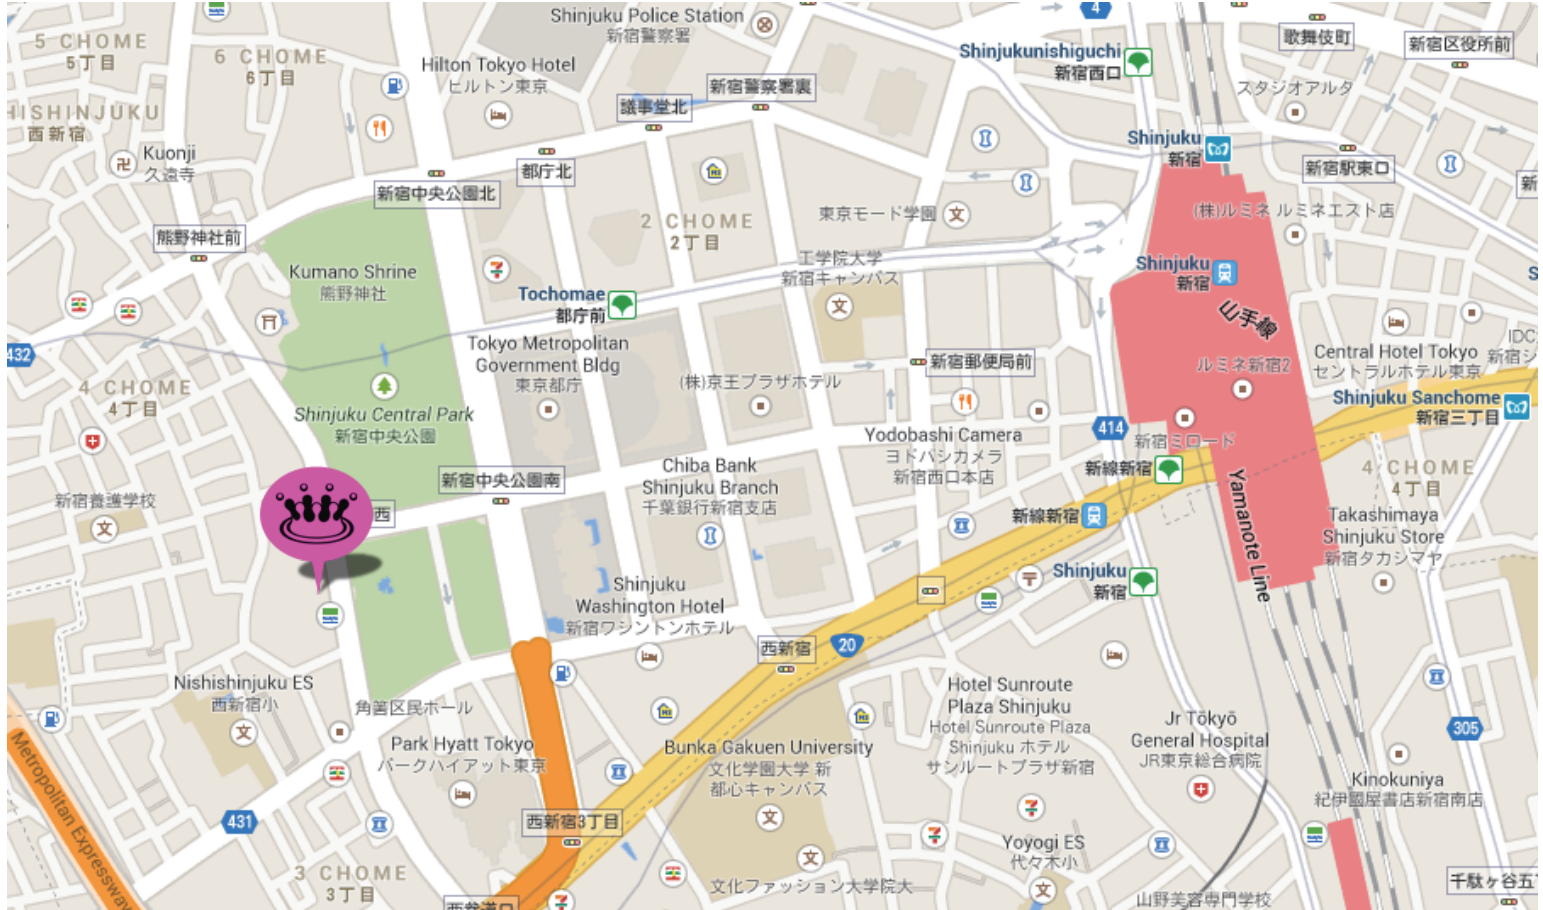 5 CHOME
5丁目
6 CHOME
6丁目
Shinjuku Police Station
新宿警察署
4
Shinjukunishiguchi
新宿西口
歌舞伎町
新宿区役所前
Hilton Tokyo Hotel
ヒルトン東京
新宿警察署裏
議事堂北
スタジオアルタ
HISHINJUKU
西新宿
Kuonji
久遠寺
都庁北
新宿中央公園北
Shinjuku
新宿
新宿駅東口
新
2 CHOME
2丁目
東京モード学園
(株)ルミネ ルミネエスト店
熊野神社前
Kumano Shrine
熊野神社
工学院大学
新宿キャンパス
Shinjuku
新宿
S
Tochomae
都庁前
山手線
432
Tokyo Metropolitan
Government Bldg
東京都庁
(株)京王プラザホテル
新宿郵便局前
ルミネ新宿2
Central Hotel Tokyo
セントラルホテル東京
IDC
新宿シ
4 CHOME
4丁目
Shinjuku Central Park
新宿中央公園
Shinjuku Sanchome
新宿三丁目
414
Yodobashi Camera
ヨドバシカメラ
新宿西口本店
新宿ミロード
新線新宿
新宿中央公園南
Chiba Bank
Shinjuku Branch
千葉銀行新宿支店
4 CHOME
4丁目
新宿養護学校
西
新線新宿
Yamanote Line
Takashimaya
Shinjuku Store
新宿タカシマヤ
Shinjuku
新宿
Shinjuku
Washington Hotel
新宿ワシントンホテル
西新宿
20
Nishishinjuku ES
西新宿小
角筈区民ホール
Park Hyatt Tokyo
パークハイアット東京
Bunka Gakuen University
文化学園大学 新
都心キャンパス
Hotel Sunroute
Plaza Shinjuku
Hotel Sunroute Plaza
Shinjuku ホテル
サンルートプラザ新宿
Jr Tōkyō
General Hospital
JR東京総合病院
305
Kinokuniya
紀伊國屋書店新宿南店
Metropolitan Expressway
431
西新宿3丁目
Yoyogi ES
代々木小
3 CHOME
3丁目
文化ファッション大学院大
西参道口
山野美容専門学校
千駄ヶ谷五